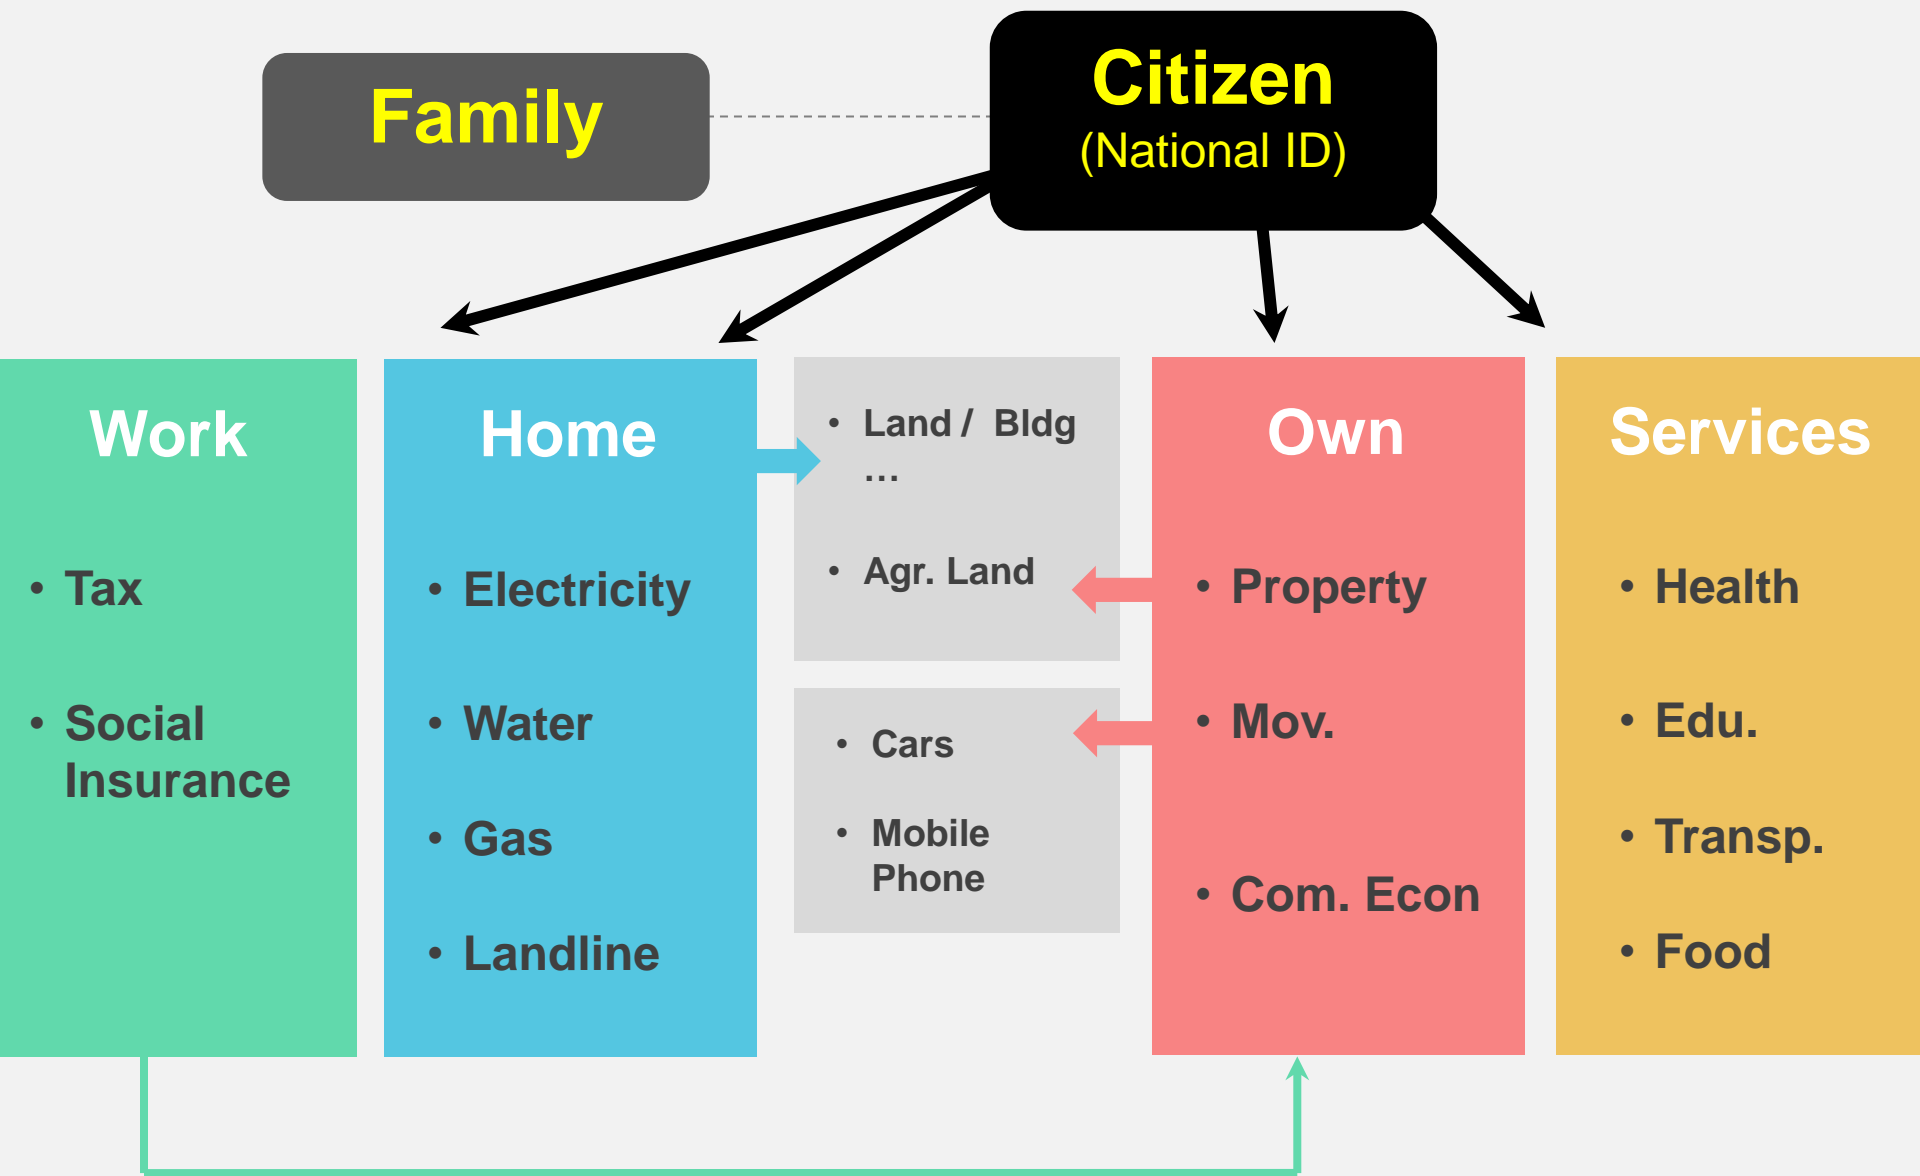 Family
Citizen
(National ID)
Work
• Tax
• Social
Insurance
Home
• Electricity
• Water
• Gas
• Landline
• Land / Bldg
…
• Agr. Land
• Cars
• Mobile
Phone
Own
• Property
• Mov.
• Com. Econ
Services
• Health
• Edu.
• Transp.
• Food